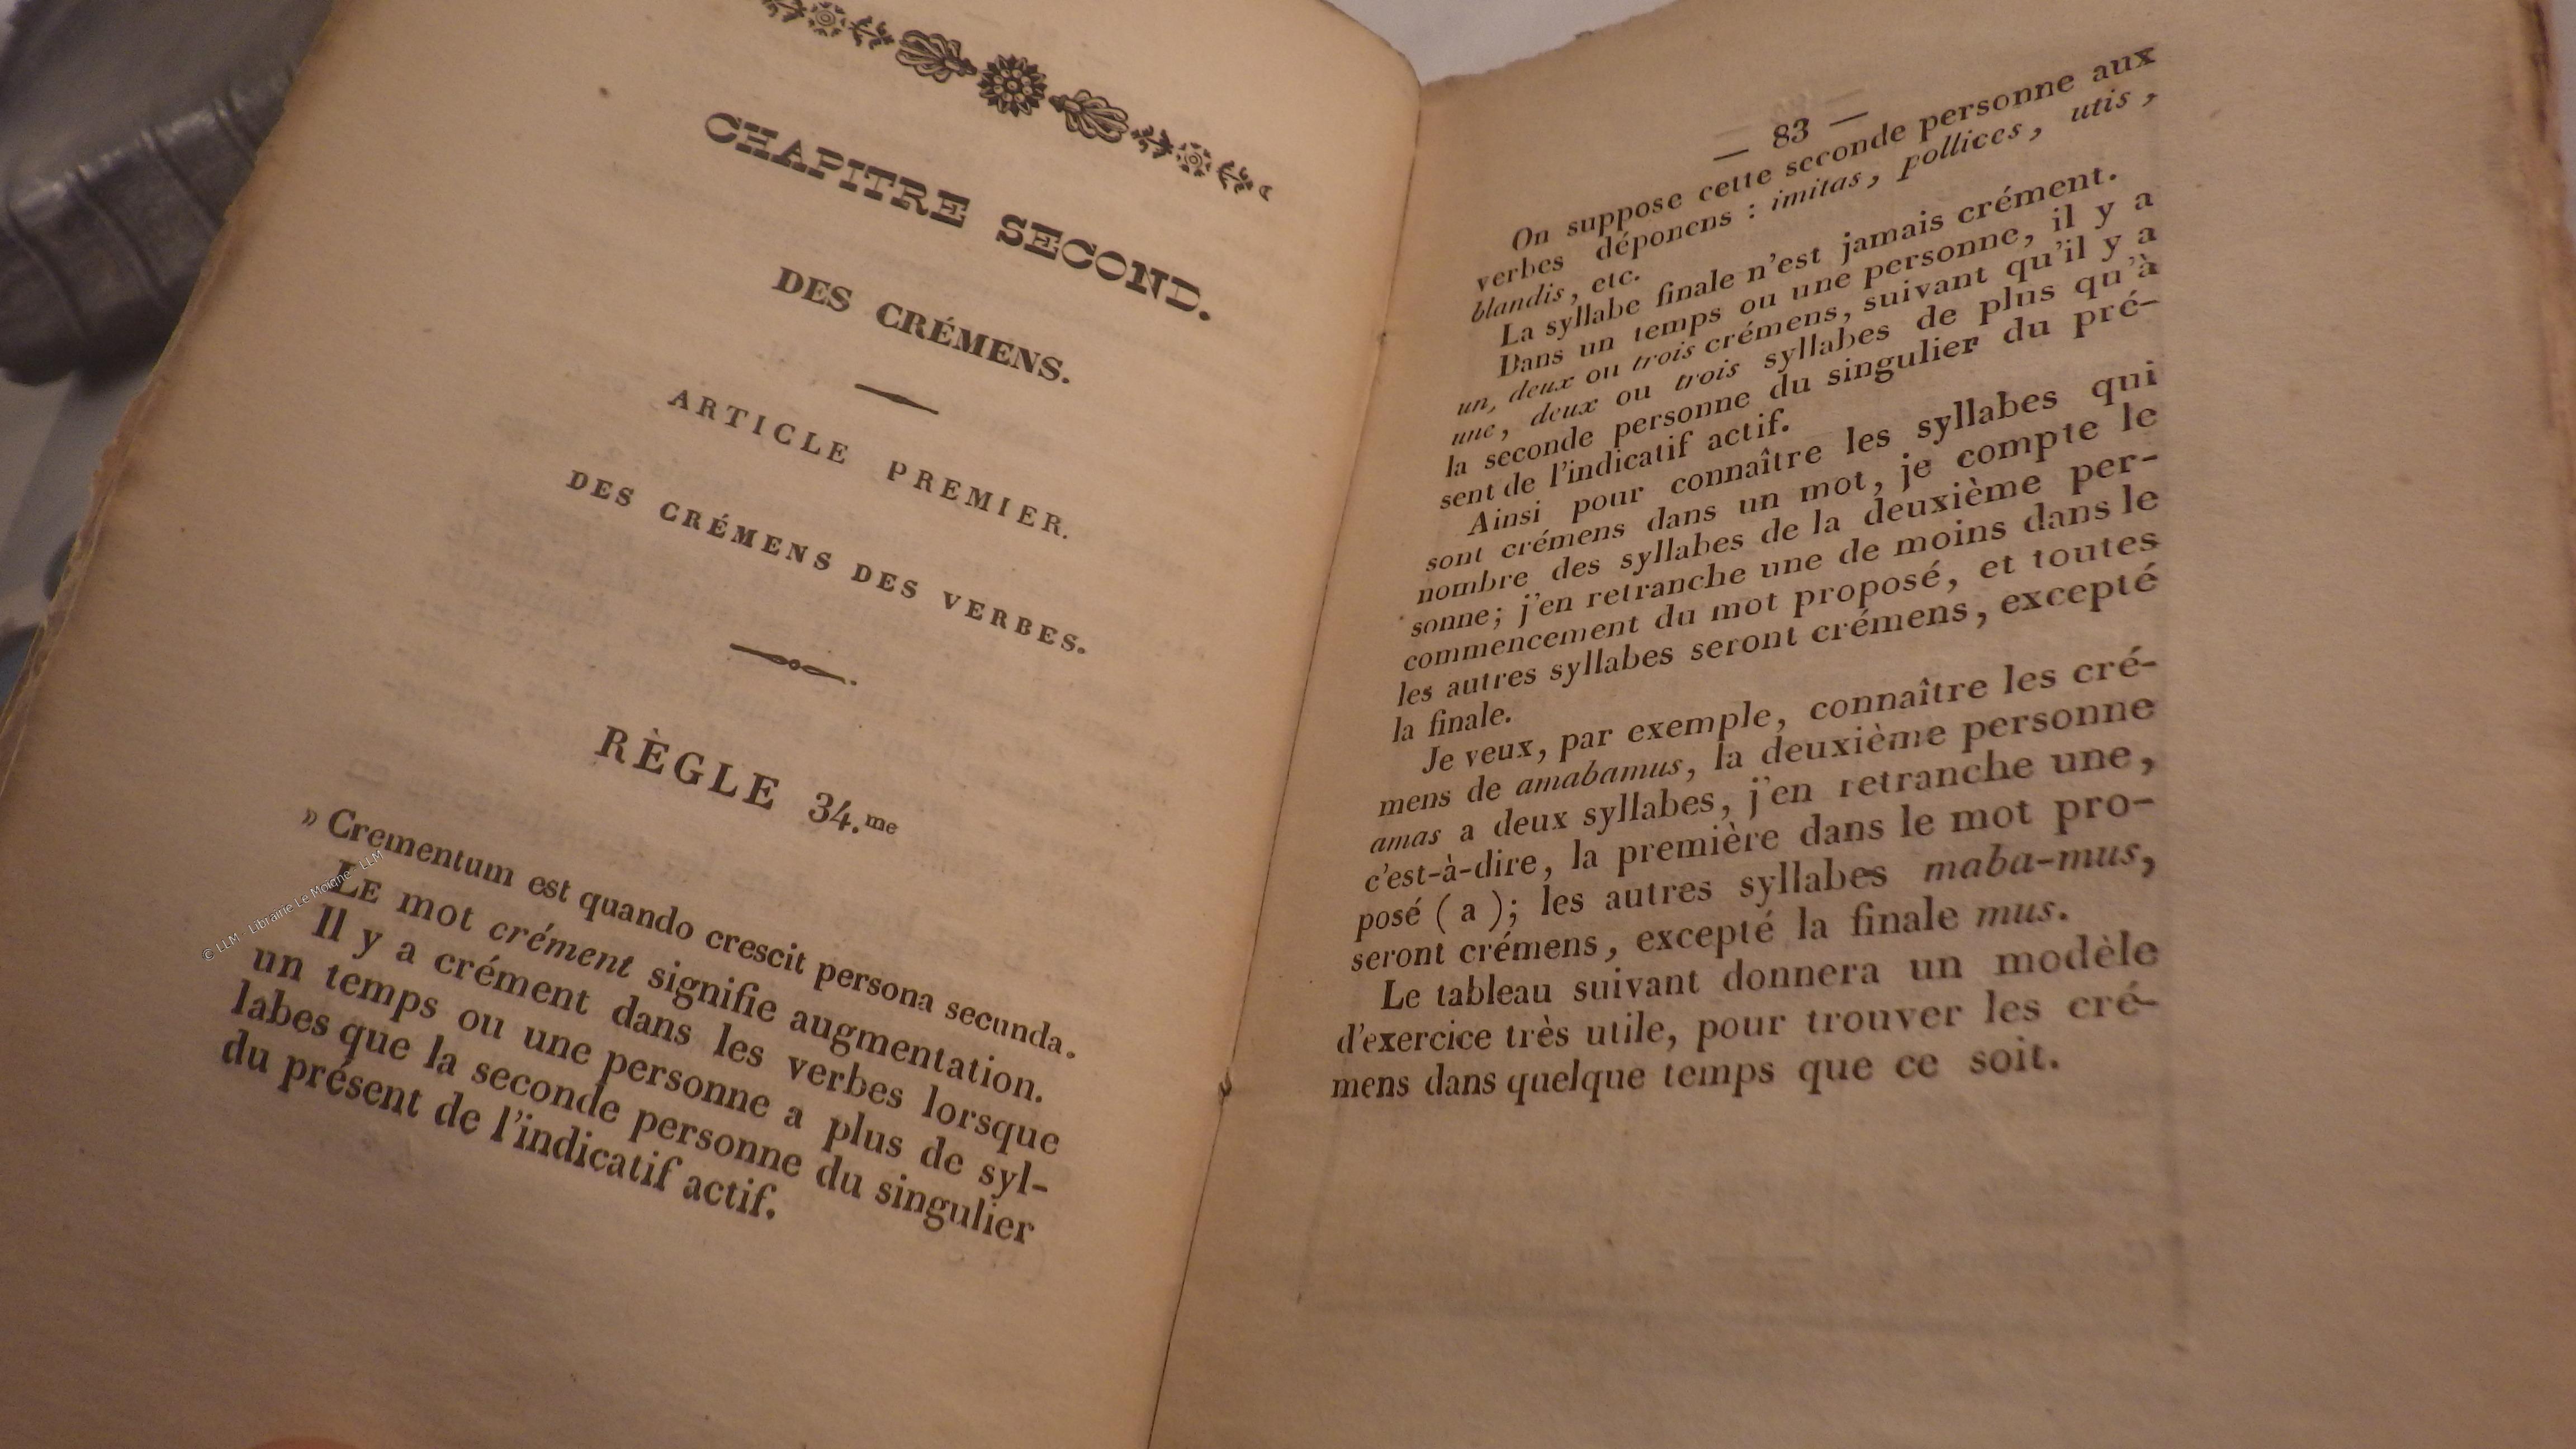 CHAPITRE SECOND.
DES CRÉMENS.
ARTICLE PREMIER.
DES CRÉMENS DES VERBES.
RÈGLE 34.me
» Crementum est quando crescit persona secunda.
LE mot crément signifie augmentation.
Il y a crément dans les verbes lorsque
un temps ou une personne a plus de syl-
labes que la seconde personne du singulier
du présent de l'indicatif actif.
© LLM - Librairie Le Moigne - LLM
— 83 —
On suppose cette seconde personne aux
verbes déponens : imitas, pollices, utis,
blandis, etc.
La syllabe finale n'est jamais crément.
Dans un temps ou une personne, il y a
un, deux ou trois crémens, suivant qu'il y a
une, deux ou trois syllabes de plus qu'à
la seconde personne du singulier du pré-
sent de l'indicatif actif.
Ainsi pour connaître les syllabes qui
sont crémens dans un mot, je compte le
nombre des syllabes de la deuxième per-
sonne; j'en retranche une de moins dans le
commencement du mot proposé, et toutes
les autres syllabes seront crémens, excepté
la finale.
Je veux, par exemple, connaître les cré-
mens de amabamus, la deuxième personne
amas a deux syllabes, j'en retranche une,
c'est-à-dire, la première dans le mot pro-
posé ( a ); les autres syllabes maba-mus,
seront crémens, excepté la finale mus.
Le tableau suivant donnera un modèle
d'exercice très utile, pour trouver les cré-
mens dans quelque temps que ce soit.